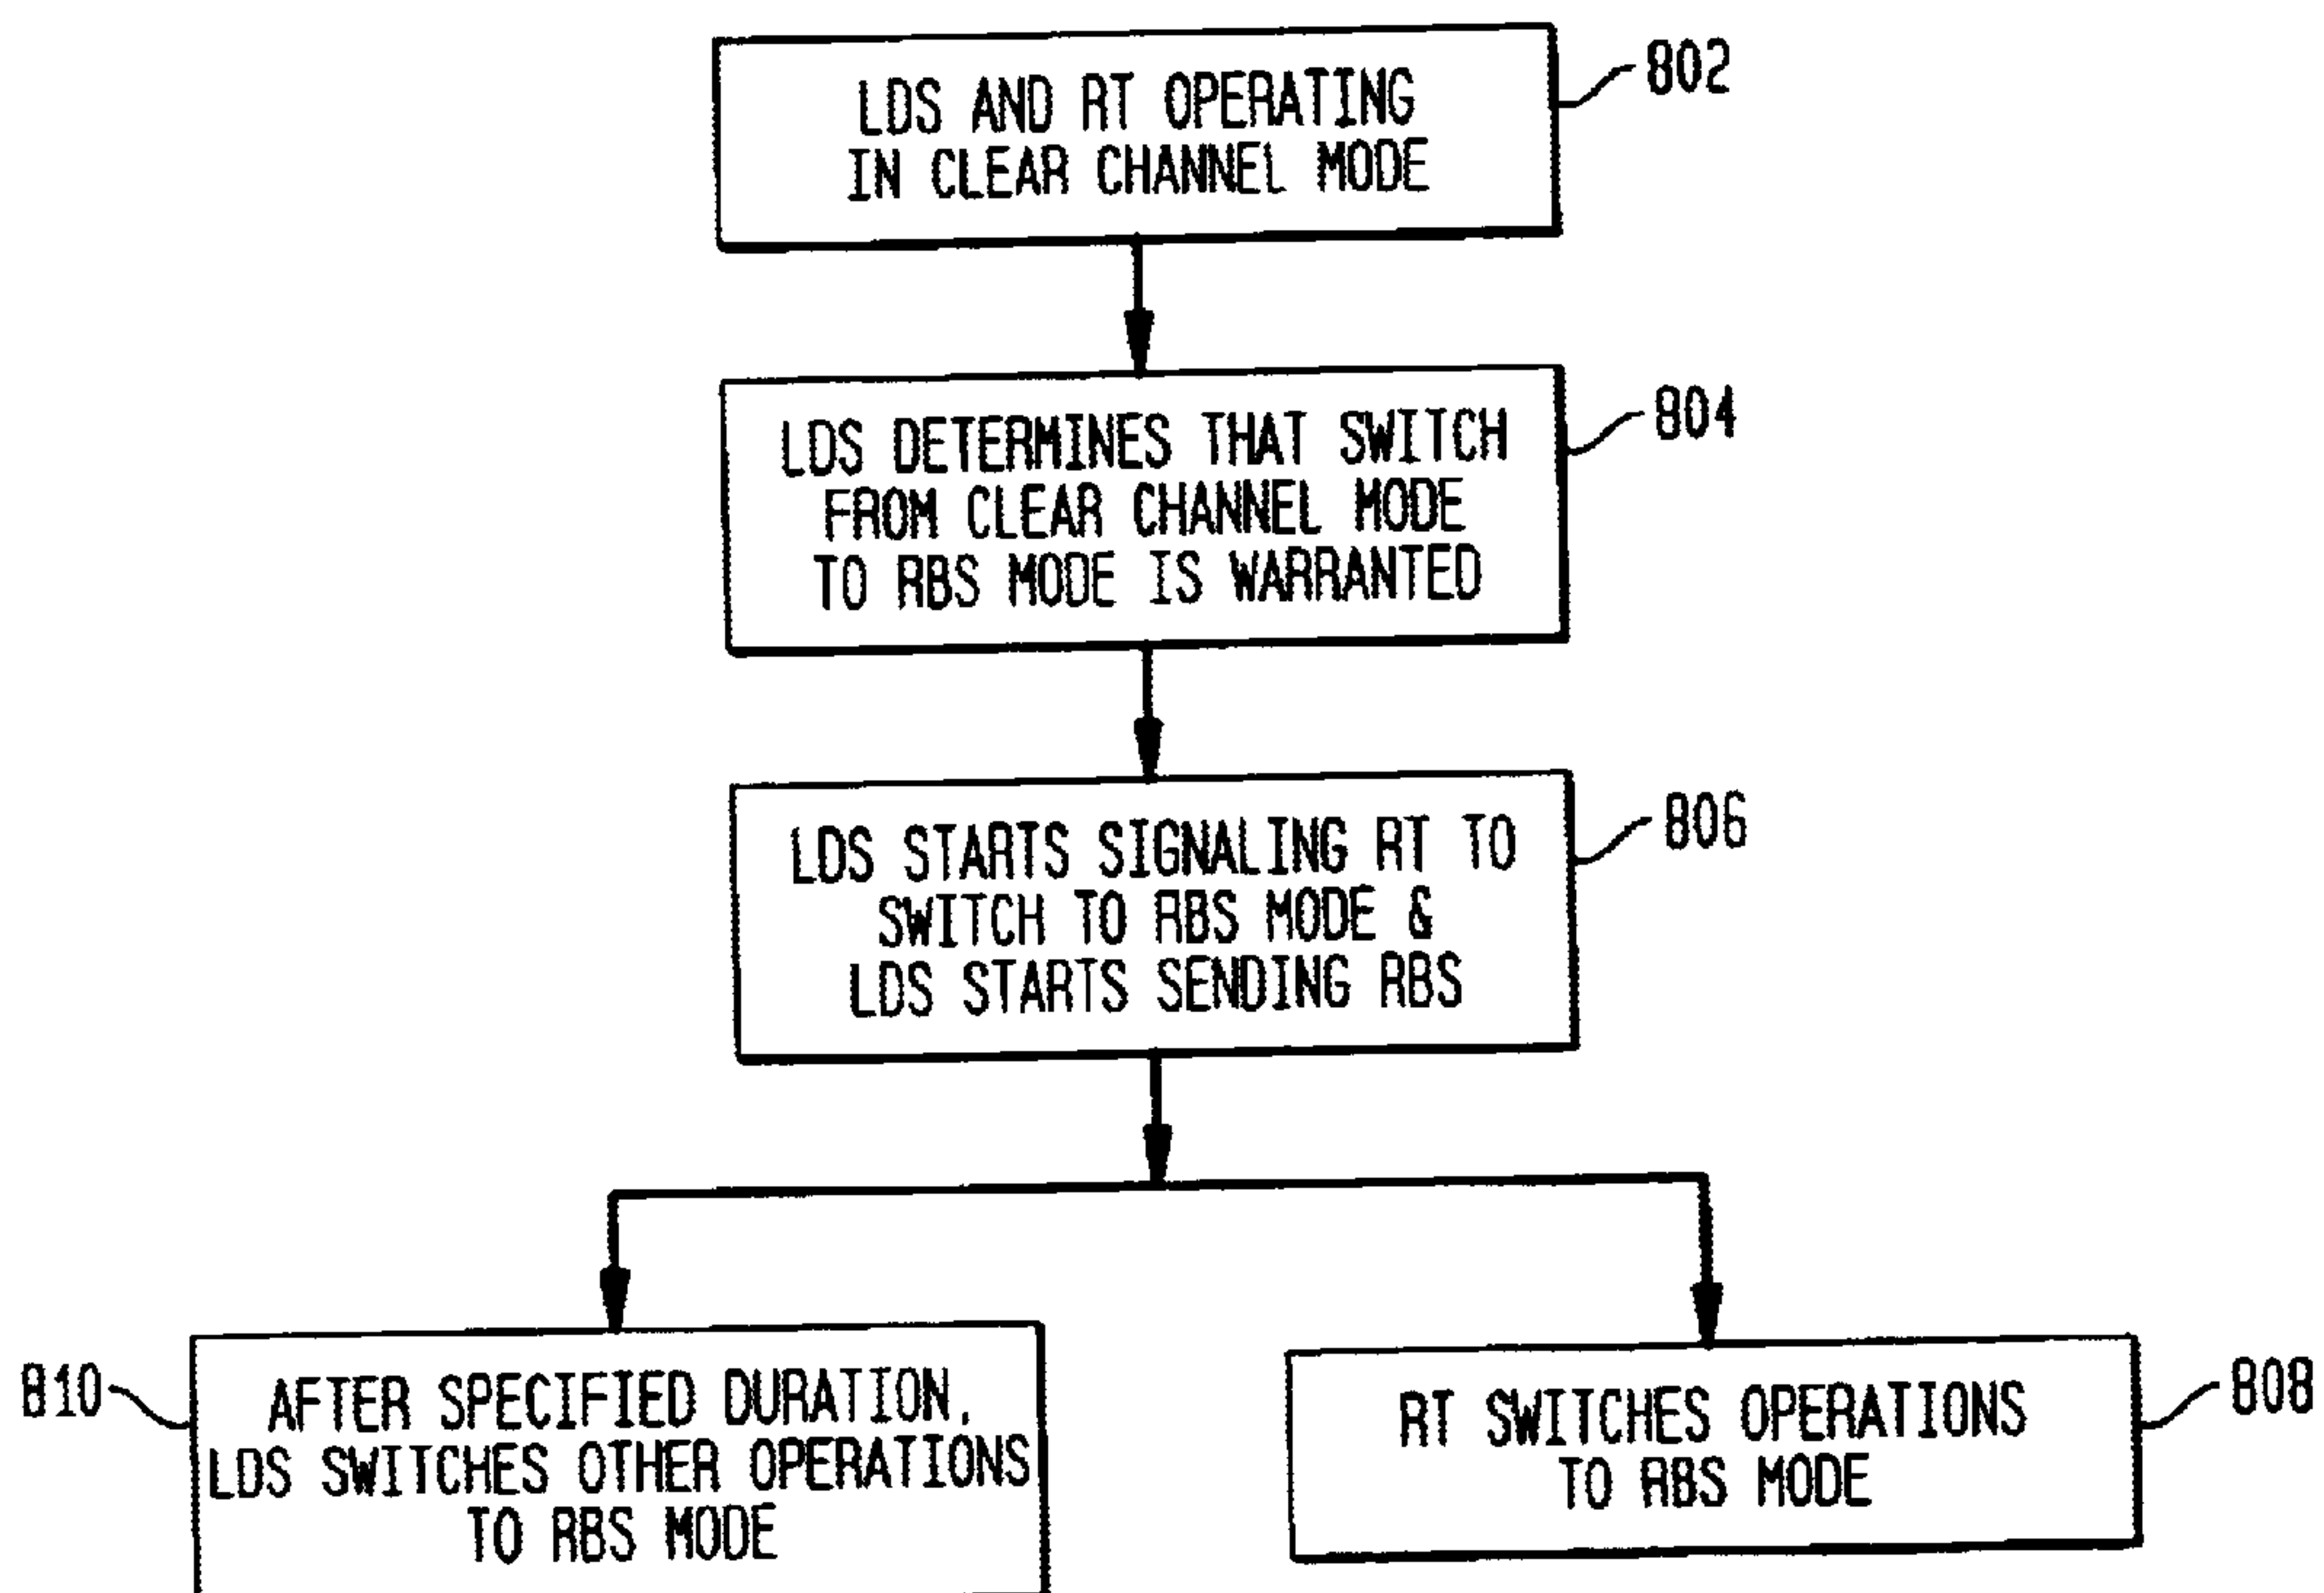 LDS AND RT OPERATING
IN CLEAR CHANNEL MODE
802
LDS DETERMINES THAT SWITCH
FROM CLEAR CHANNEL MODE
TO RBS MODE IS WARRANTED
804
LDS STARTS SIGNALING RT TO
SWITCH TO RBS MODE &
LDS STARTS SENDING RBS
806
810
AFTER SPECIFIED DURATION,
LDS SWITCHES OTHER OPERATIONS
TO RBS MODE
RT SWITCHES OPERATIONS
TO RBS MODE
808